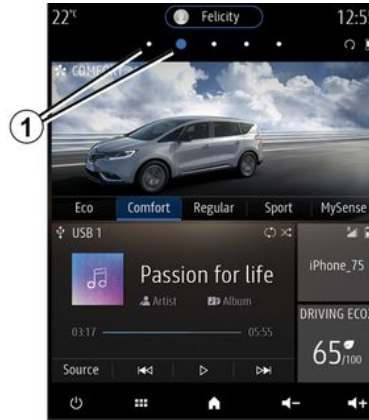 22°C Felicity 12:5
COMFORT
1
Eco Comfort Regular Sport MySense
USB 1
iPhone_75
Passion for life
Artist Album
DRIVING ECO
03:17 05:55
65/100
Source